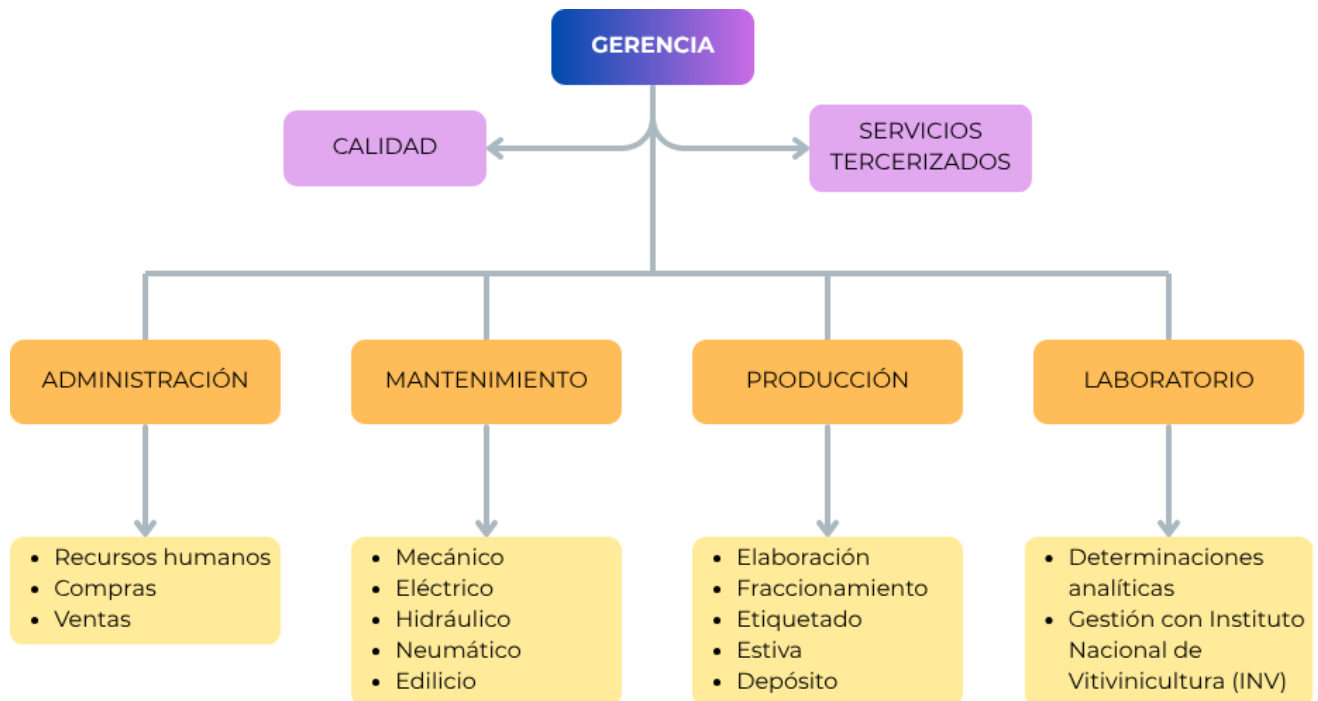 GERENCIA
CALIDAD
SERVICIOS
TERCERIZADOS
ADMINISTRACIÓN
MANTENIMIENTO
PRODUCCIÓN
LABORATORIO
• Recursos humanos
• Compras
• Ventas
• Mecánico
• Eléctrico
• Hidráulico
• Neumático
• Edilicio
• Elaboración
• Fraccionamiento
• Etiquetado
• Estiva
• Depósito
• Determinaciones
analíticas
• Gestión con Instituto
Nacional de
Vitivinicultura (INV)